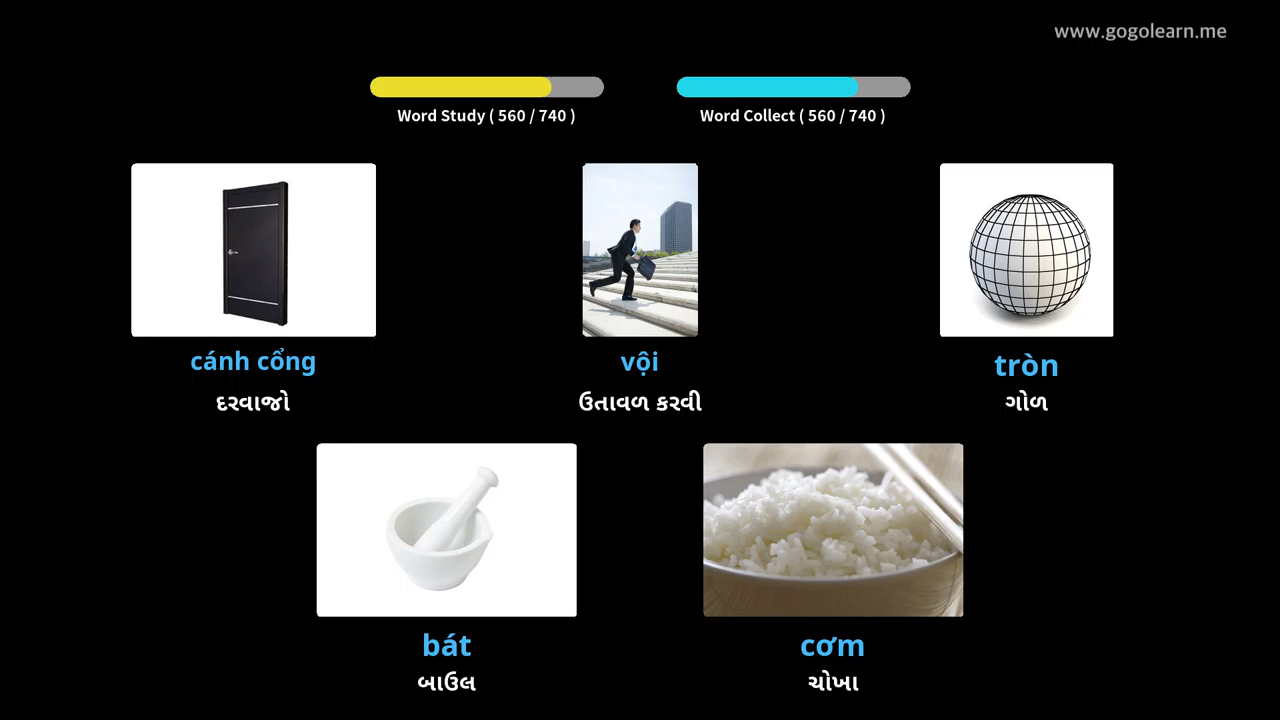 www.gogolearn.me
Word Study ( 560 / 740 )
Word Collect ( 560 / 740 )
cánh cổng
vội
tròn
દરવાજો
ઉતાવળ કરવી
ગોળ
bát
cơm
બાઉલ
ચોખા